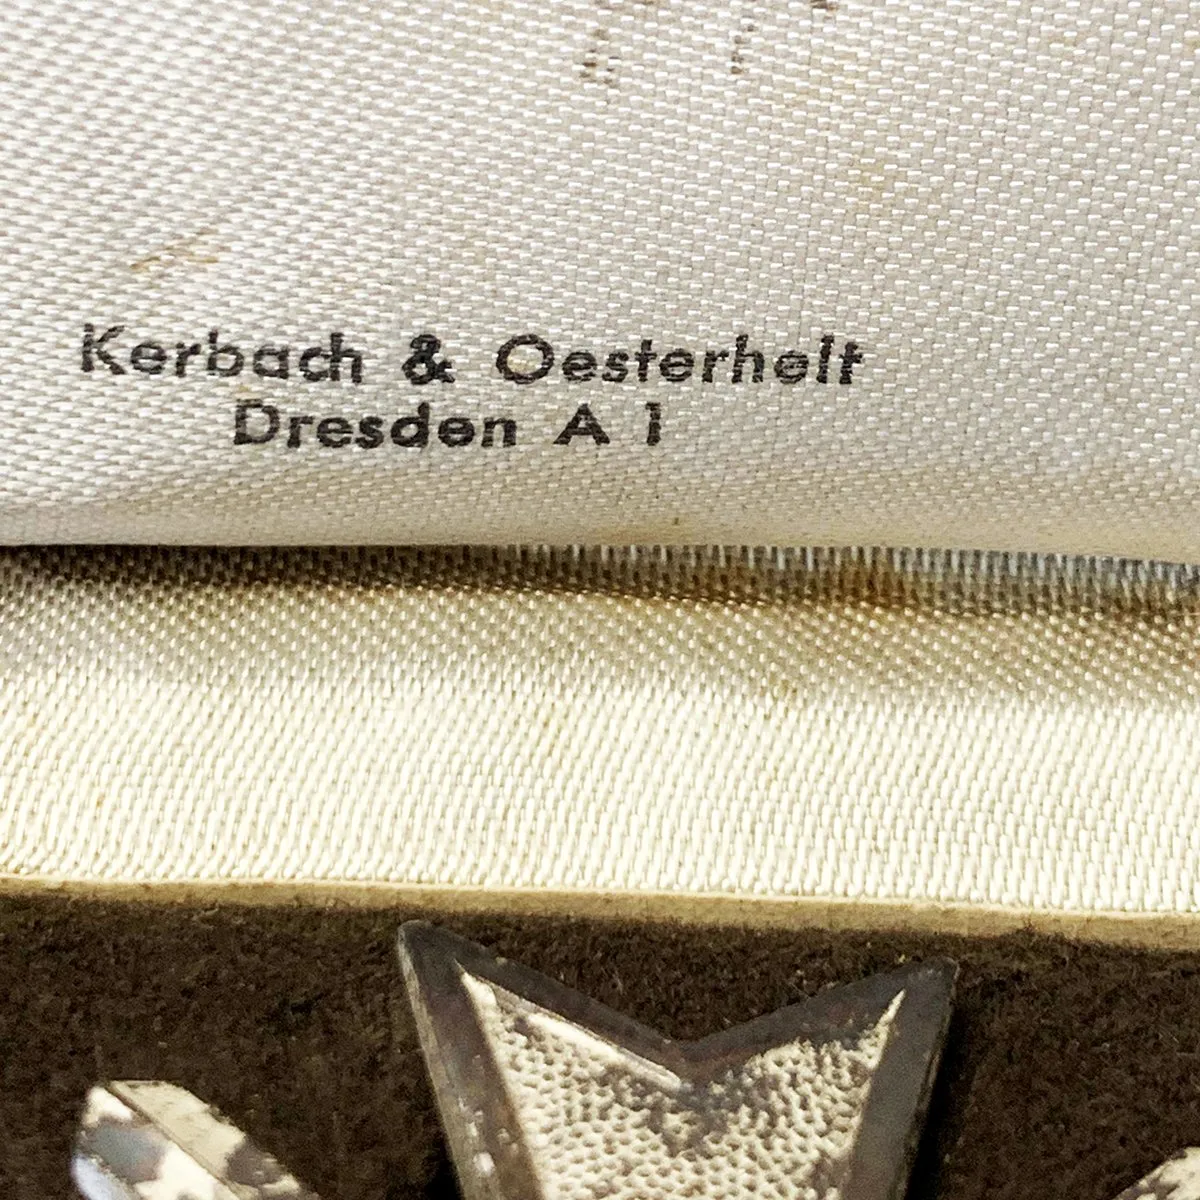 Kerbach & Oesterhelt
Dresden A 1